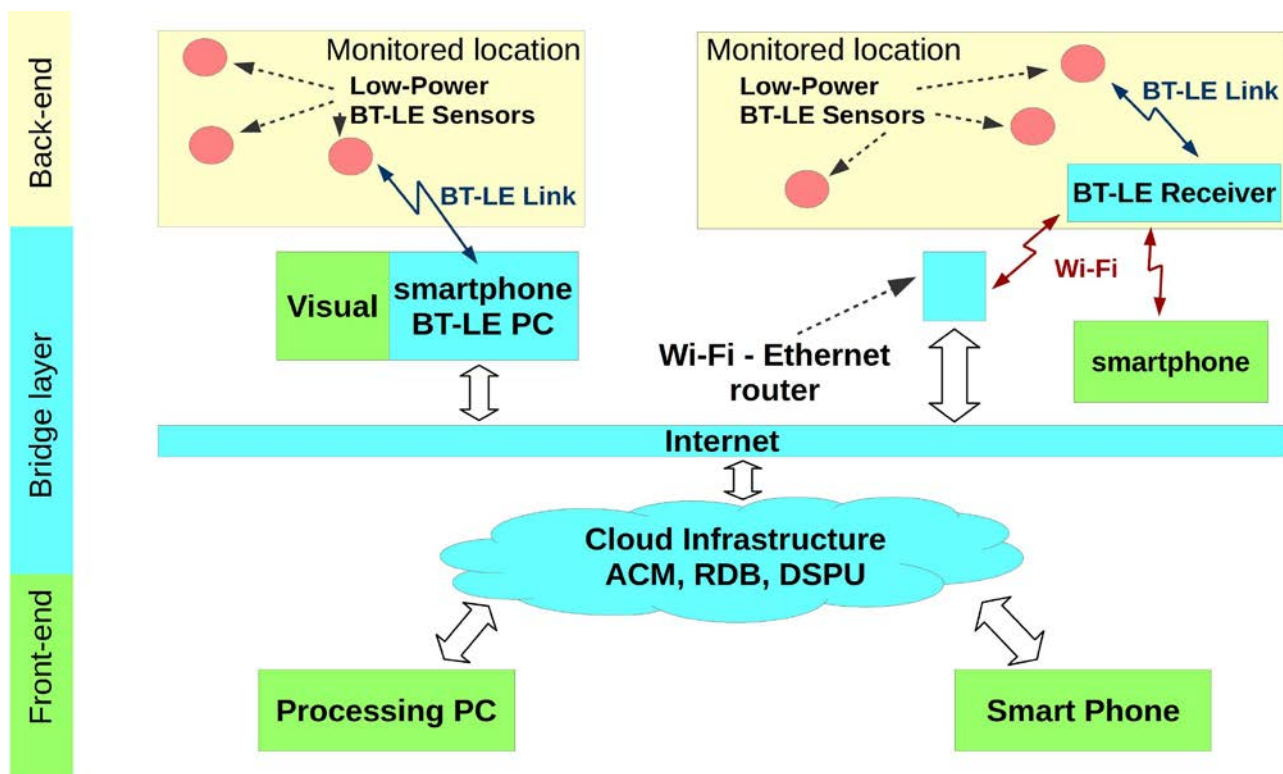 Back-end
Bridge layer
Front-end
Monitored location
Low-Power
BT-LE Sensors
BT-LE Link
Monitored location
Low-Power
BT-LE Sensors
BT-LE Link
BT-LE Receiver
Visual
smartphone
BT-LE PC
Wi-Fi
Wi-Fi - Ethernet
router
smartphone
Internet
Cloud Infrastructure
ACM, RDB, DSPU
Processing PC
Smart Phone